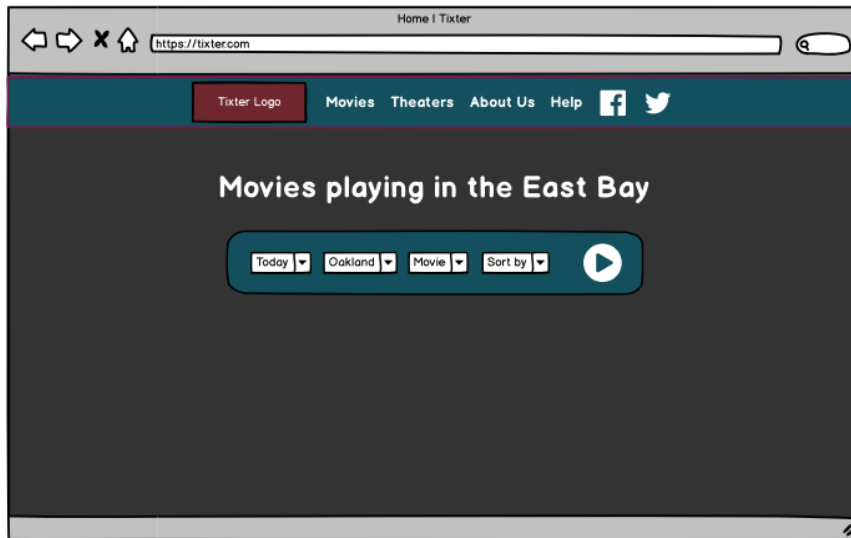 Home | Tixter
https://tixter.com
Tixter Logo Movies Theaters About Us Help
Movies playing in the East Bay
Today Oakland Movie Sort by